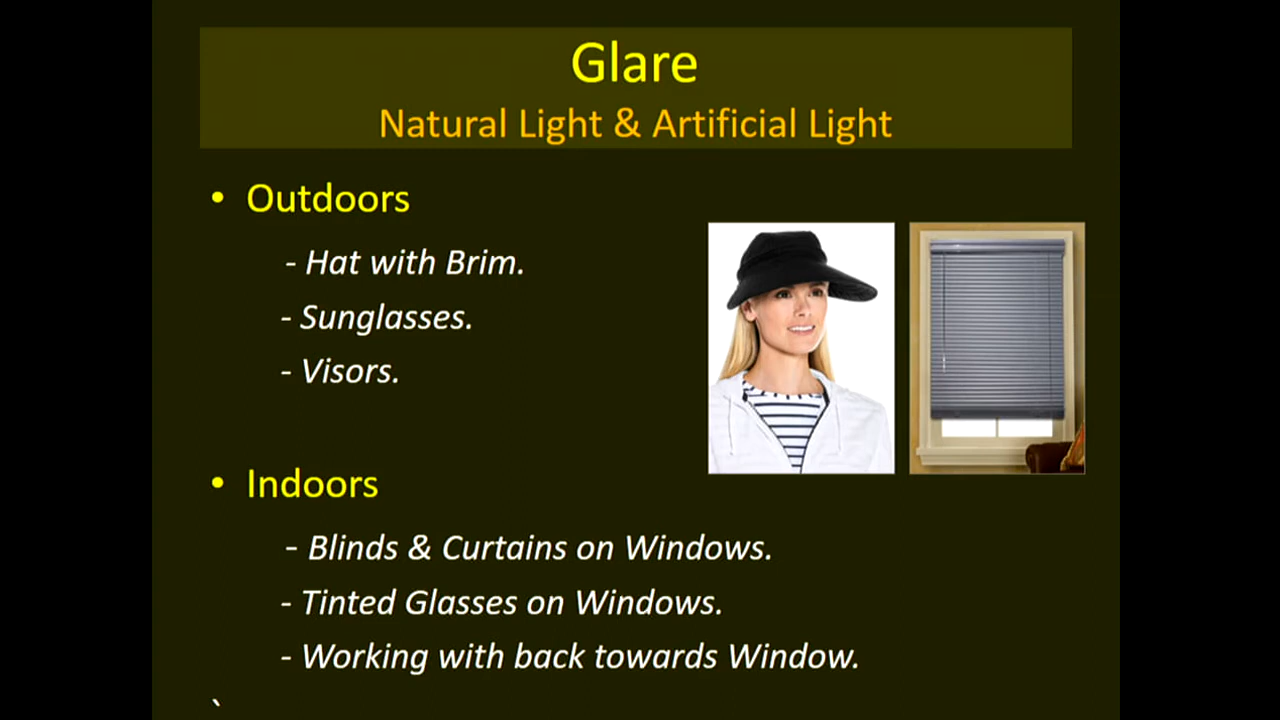 Glare
Natural Light & Artificial Light
• Outdoors
- Hat with Brim.
- Sunglasses.
- Visors.
• Indoors
- Blinds & Curtains on Windows.
- Tinted Glasses on Windows.
- Working with back towards Window.
`